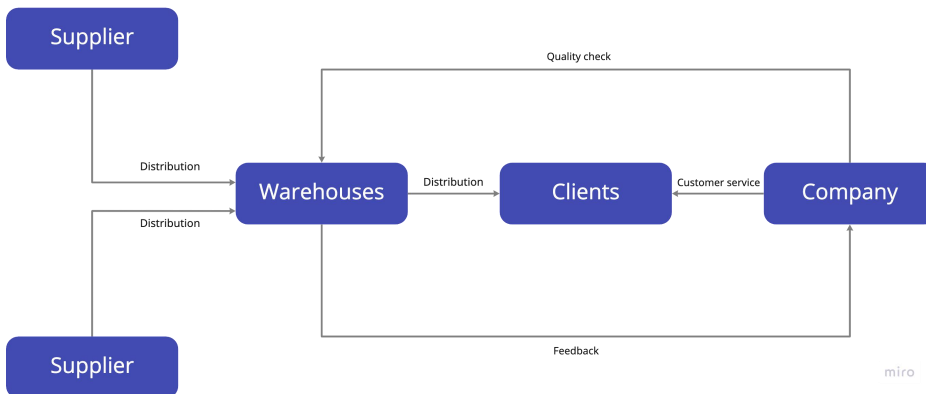 Supplier
Quality check
Distribution
Warehouses
Distribution
Clients
Customer service
Company
Distribution
Feedback
Supplier
miro